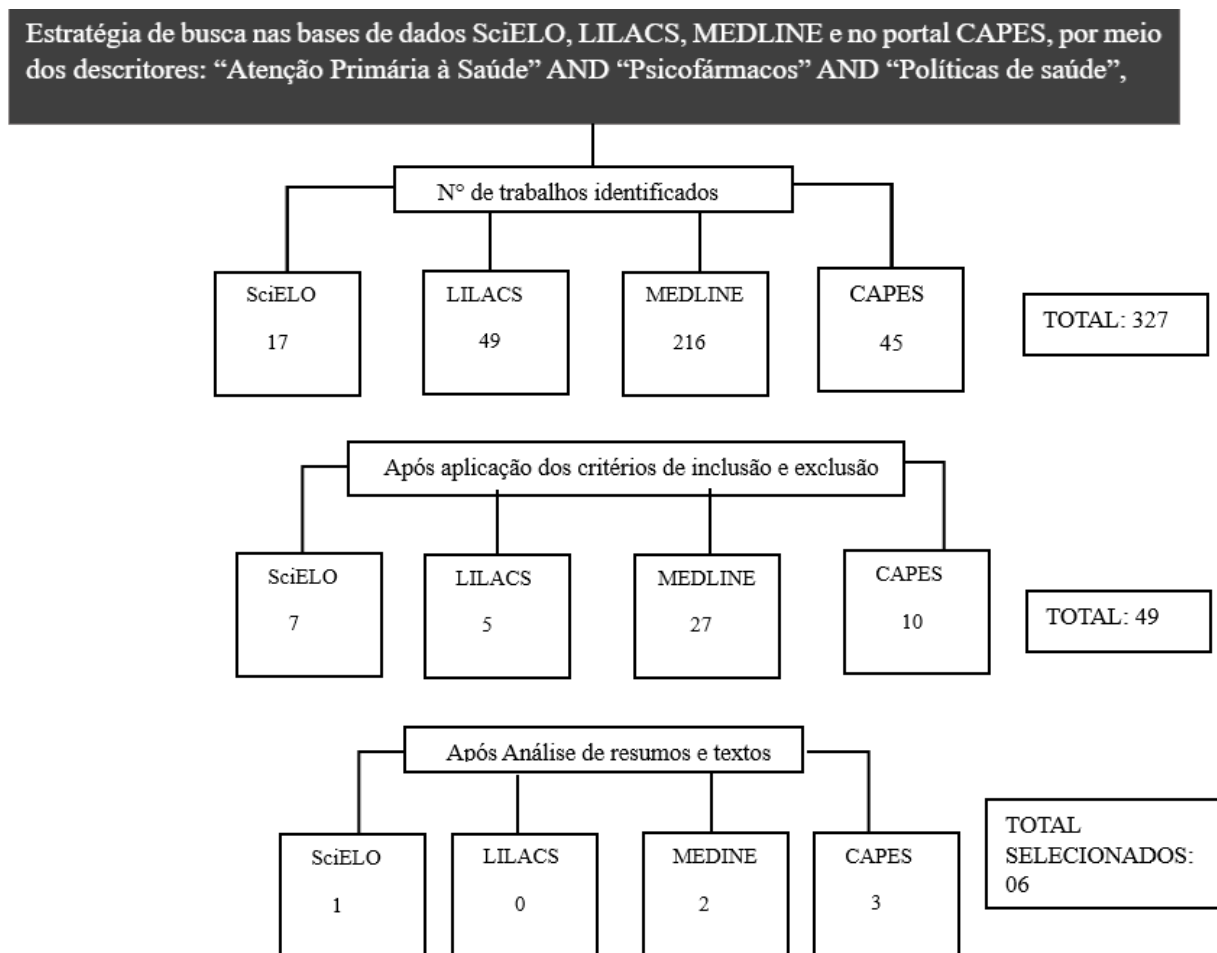 Estratégia de busca nas bases de dados SciELO, LILACS, MEDLINE e no portal CAPES, por meio
dos descritores: “Atenção Primária à Saúde” AND “Psicofármacos” AND “Políticas de saúde”,
N° de trabalhos identificados
SciELO
17
LILACS
49
MEDLINE
216
CAPES
45
TOTAL: 327
Após aplicação dos critérios de inclusão e exclusão
SciELO
7
LILACS
5
MEDLINE
27
CAPES
10
TOTAL: 49
Após Análise de resumos e textos
SciELO
1
LILACS
0
MEDINE
2
CAPES
3
TOTAL
SELECIONADOS:
06